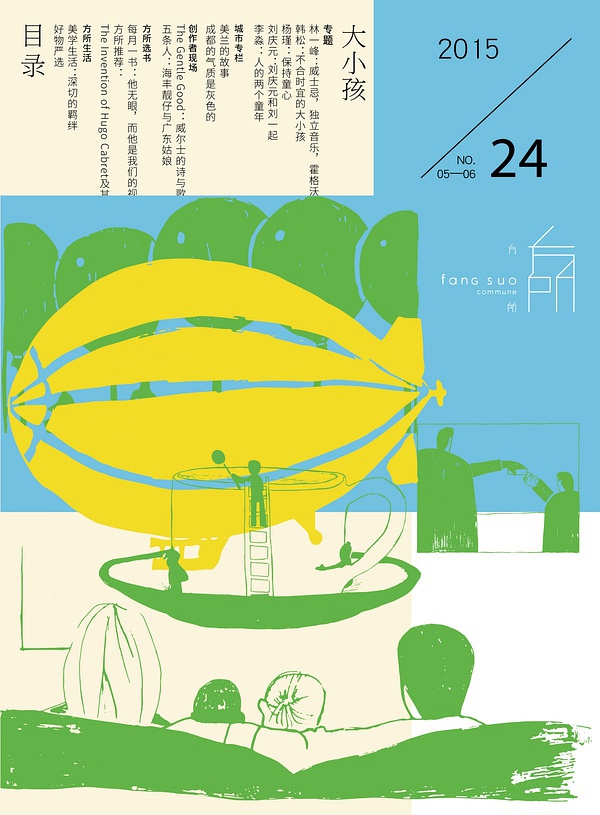 大小孩
专题
林一峰：威士忌，独立音乐，霍格沃
韩松：不合时宜的大小孩
杨瑾：保持童心
刘庆元：刘庆元和刘一起
李淼：人的两个童年
城市专栏
美兰的故事
成都的气质是灰色的
创作者现场
The Gentle Good：威尔士的诗与歌
五条人：海丰靓仔与广东姑娘
方所选书
每月一书：他无眼，而他是我们的视
方所推荐：
The Invention of Hugo Cabret及其
方所生活
美学生活：深切的羁绊
好物严选
目录
2015
NO.
05—06
24
方
fang suo
commune
所